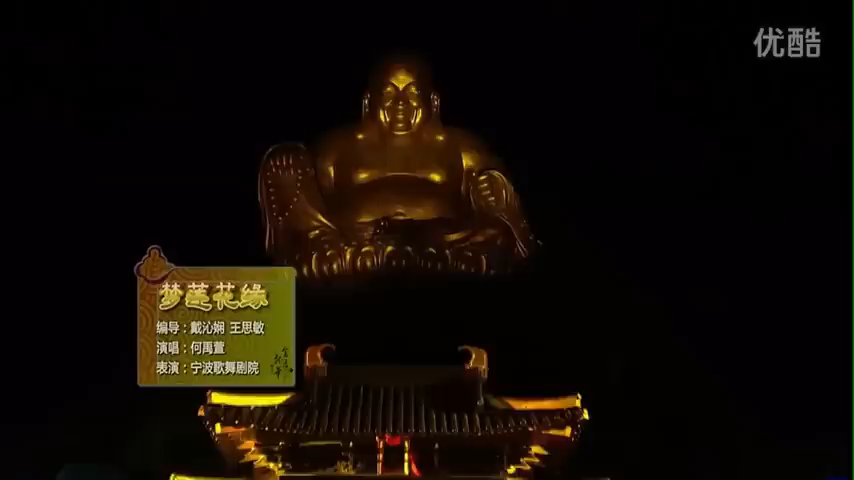 优酷
梦莲花缘
编导：戴沁娴 王思敏
演唱：何禹萱
表演：宁波歌舞剧院